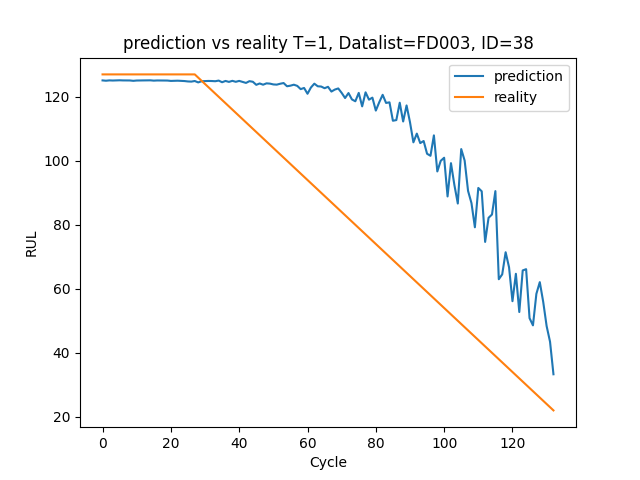 prediction vs reality T=1, Datalist=FD003, ID=38
prediction
reality
120
100
80
60
40
20
RUL
0 20 40 60 80 100 120
Cycle